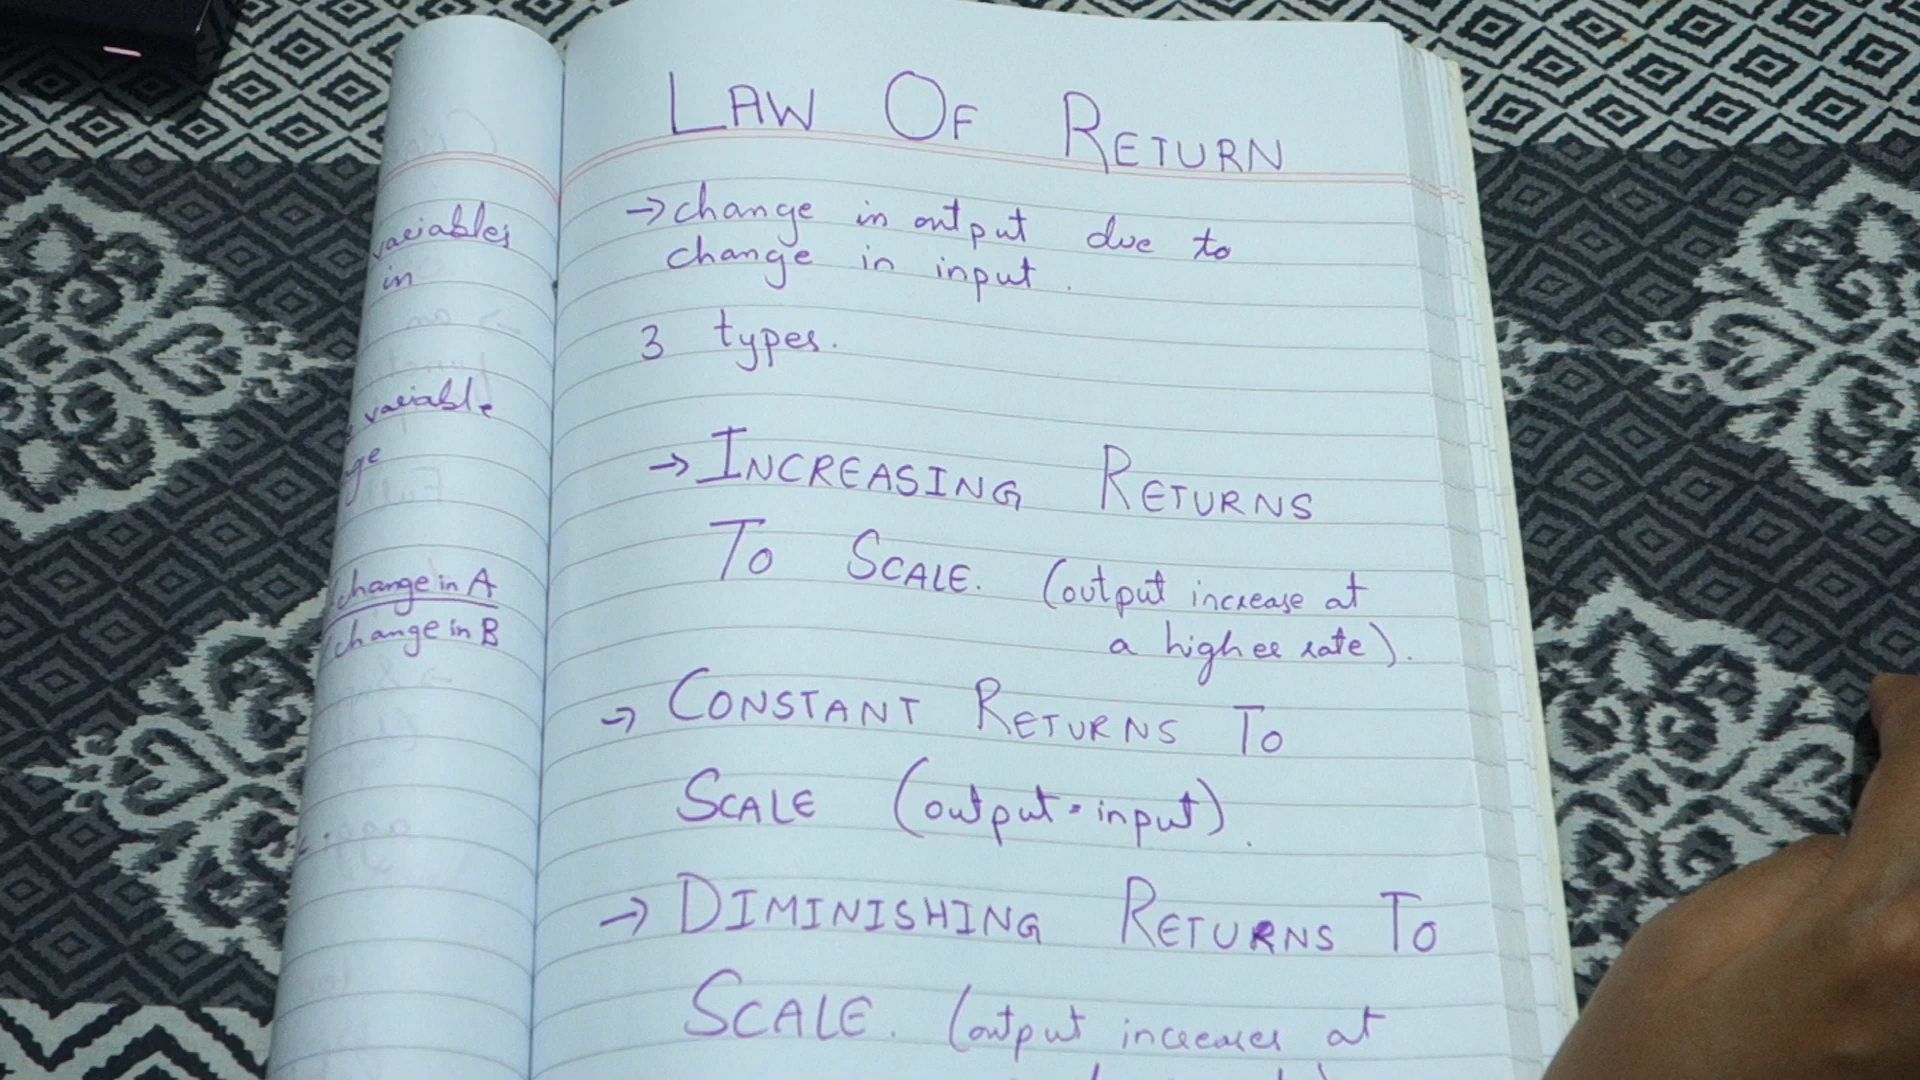 variables
in
variable
change in A
change in B
LAW OF RETURN
→ change in output due to
change in input.
3 types.
→ INCREASING RETURNS
TO SCALE. (output increase at
a higher rate).
→ CONSTANT RETURNS TO
SCALE (output = input).
→ DIMINISHING RETURNS TO
SCALE. (output increases at